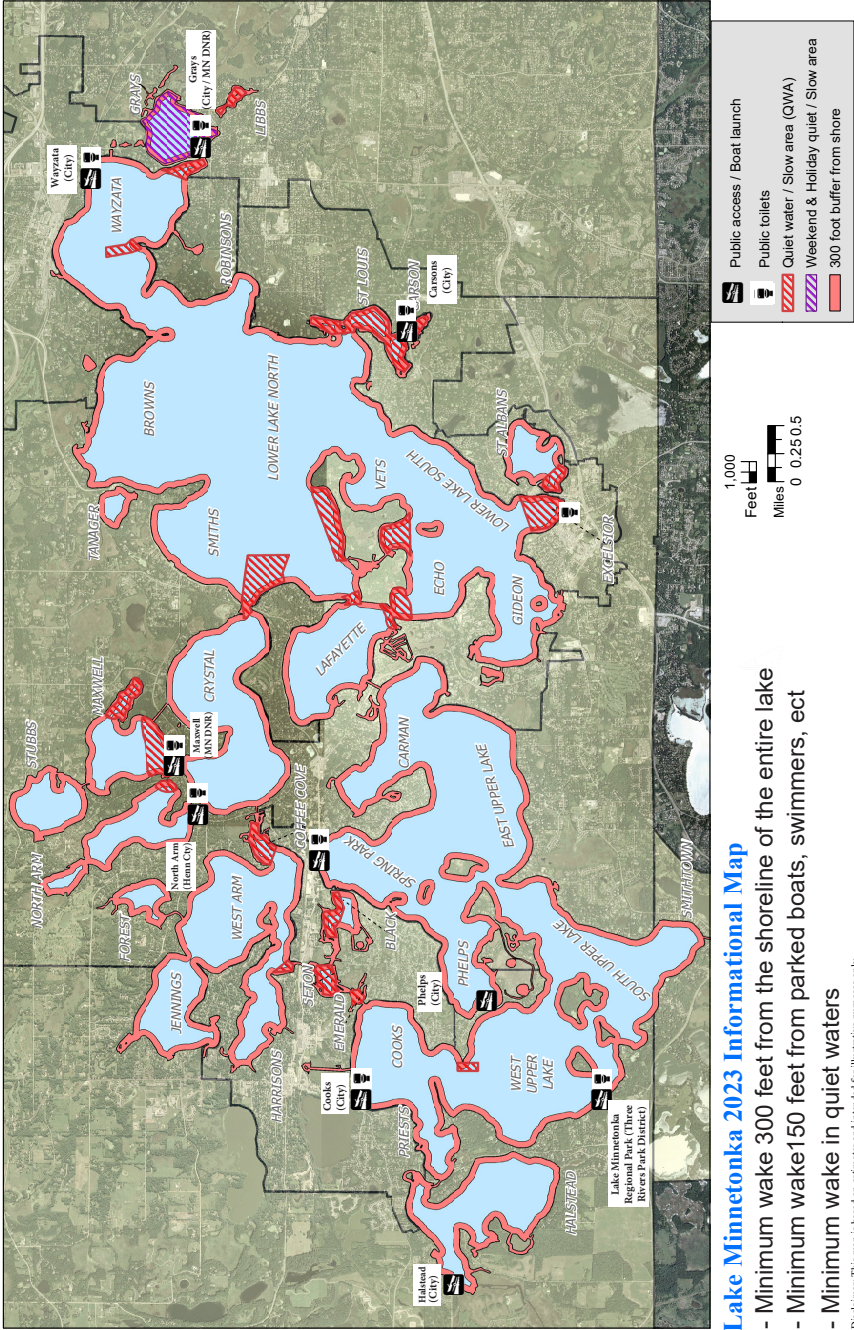 GRAYS
Grays
(City / MN DNR)
LIBBS
Wayzata
(City)
WAYZATA
ROBINSONS
ST LOUIS
CARSON
Carsons
(City)
BROWNS
LOWER LAKE NORTH
TANAGER
SMITHS
VETS
LOWER LAKE SOUTH
ST ALBANS
EXCELSIOR
ECHO
GIDEON
LAFAYETTE
CRYSTAL
MAXWELL
Maxwell
(MN DNR)
STUBBS
NORTH ARM
North Arm
(Henn Cty)
FOREST
WEST ARM
JENNINGS
HARRISONS
COFFEE COVE
CARMAN
SPRING PARK
EAST UPPER LAKE
SETON
BLACK
EMERALD
PHELPS
Phelps
(City)
SOUTH UPPER LAKE
SMITHTOWN
COOKS
Cooks
(City)
WEST
UPPER
LAKE
PRIESTS
HALSTEAD
Halstead
(City)
Lake Minnetonka
Regional Park (Three
Rivers Park District)
Public access / Boat launch
Public toilets
Quiet water / Slow area (QWA)
Weekend & Holiday quiet / Slow area
300 foot buffer from shore
1,000
Feet
Miles
0 0.25 0.5
Lake Minnetonka 2023 Informational Map
- Minimum wake 300 feet from the shoreline of the entire lake
- Minimum wake150 feet from parked boats, swimmers, ect
- Minimum wake in quiet waters